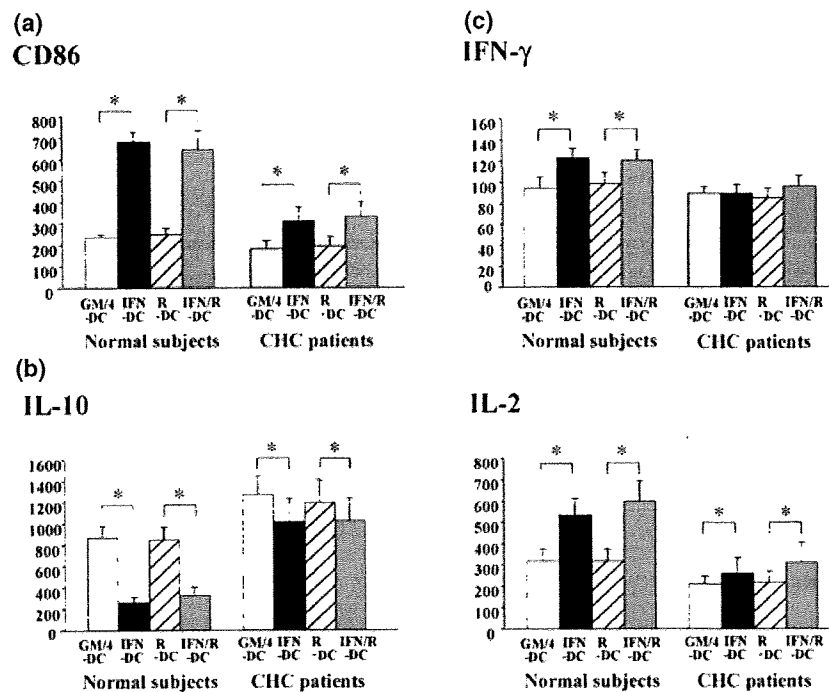 (a)
CD86
* * * *
800
700
600
500
400
300
200
100
0
GM/4 IFN R IFN/R GM/4 IFN R IFN/R
-DC -DC -DC -DC -DC -DC -DC -DC
Normal subjects CHC patients
(b)
IL-10
* * * *
1600
1400
1200
1000
800
600
400
200
0
GM/4 IFN R IFN/R GM/4 IFN R IFN/R
-DC -DC -DC -DC -DC -DC -DC -DC
Normal subjects CHC patients
(c)
IFN-γ
* *
160
140
120
100
80
60
40
20
0
GM/4 IFN R IFN/R GM/4 IFN R IFN/R
-DC -DC -DC -DC -DC -DC -DC -DC
Normal subjects CHC patients
IL-2
* * * *
800
700
600
500
400
300
200
100
0
GM/4 IFN R IFN/R GM/4 IFN R IFN/R
-DC -DC -DC -DC -DC -DC -DC -DC
Normal subjects CHC patients